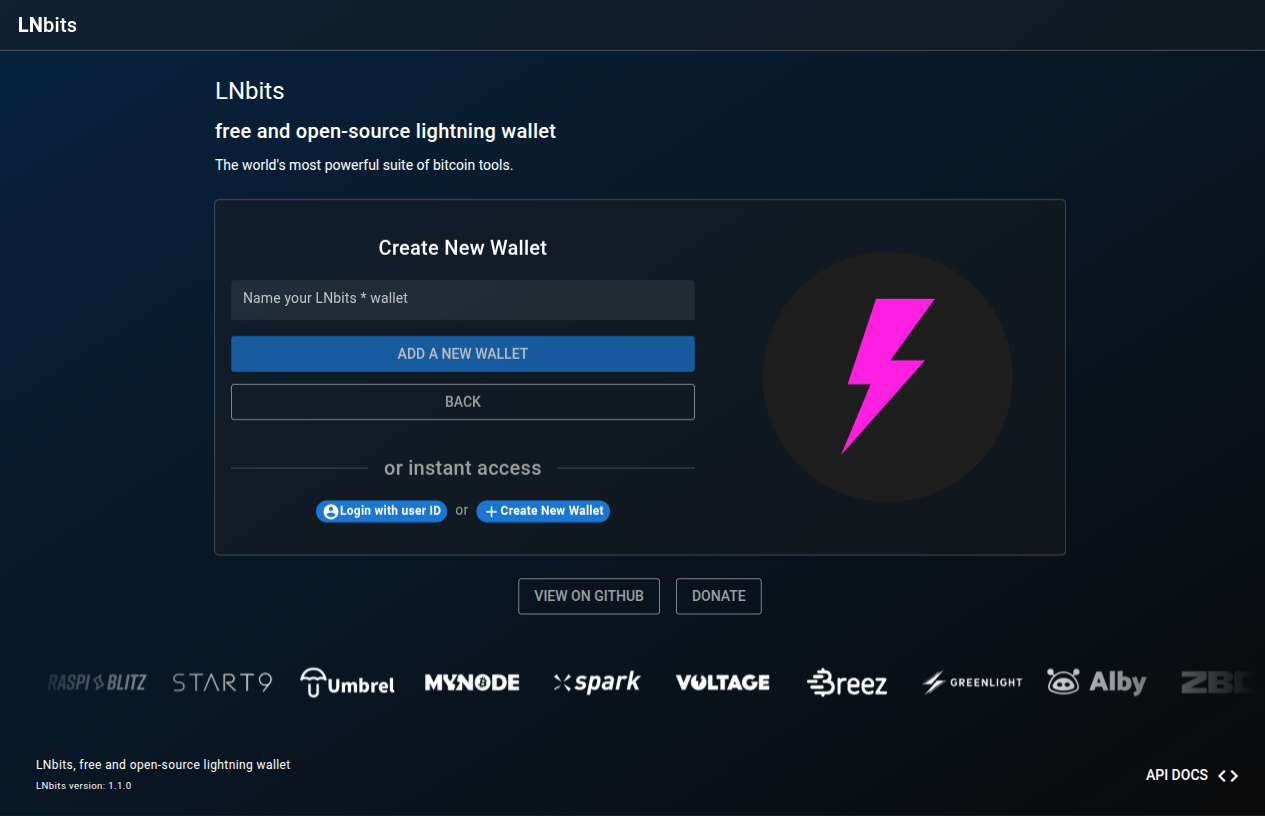 LNbits
LNbits
free and open-source lightning wallet
The world's most powerful suite of bitcoin tools.
Create New Wallet
Name your LNbits * wallet
ADD A NEW WALLET
BACK
or instant access
Login with user ID or Create New Wallet
VIEW ON GITHUB DONATE
RASPIBLITZ START9 Umbrel MYNODE spark VOLTAGE Breez GREENLIGHT Alby ZBD
LNbits, free and open-source lightning wallet
LNbits version: 1.1.0
API DOCS